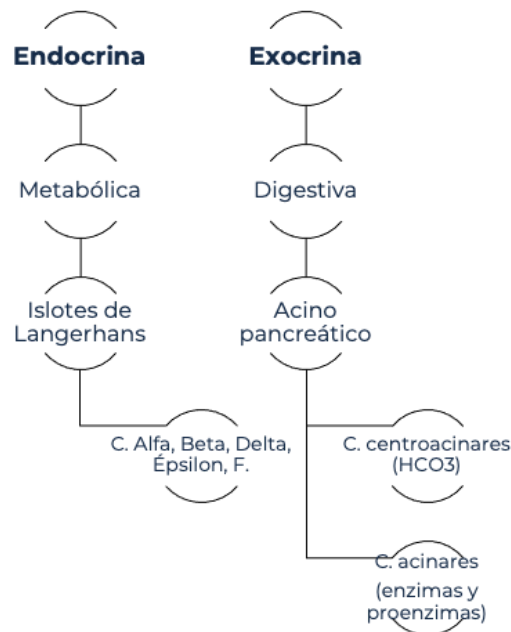 Endocrina
Metabólica
Islotes de
Langerhans
C. Alfa, Beta, Delta,
Épsilon, F.
Exocrina
Digestiva
Acino
pancreático
C. centroacinares
(HCO3)
C. acinares
(enzimas y
proenzimas)